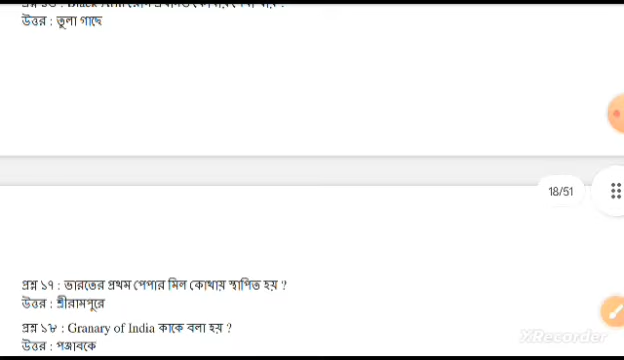 উত্তর : তুলা গাছে
18/51
প্রশ্ন ১৭ : ভারতের প্রথম পেপার মিল কোথায় স্থাপিত হয় ?
উত্তর : শ্রীরামপুরে
প্রশ্ন ১৮ : Granary of India কাকে বলা হয় ?
উত্তর : পঞ্জাবকে
XRecorder